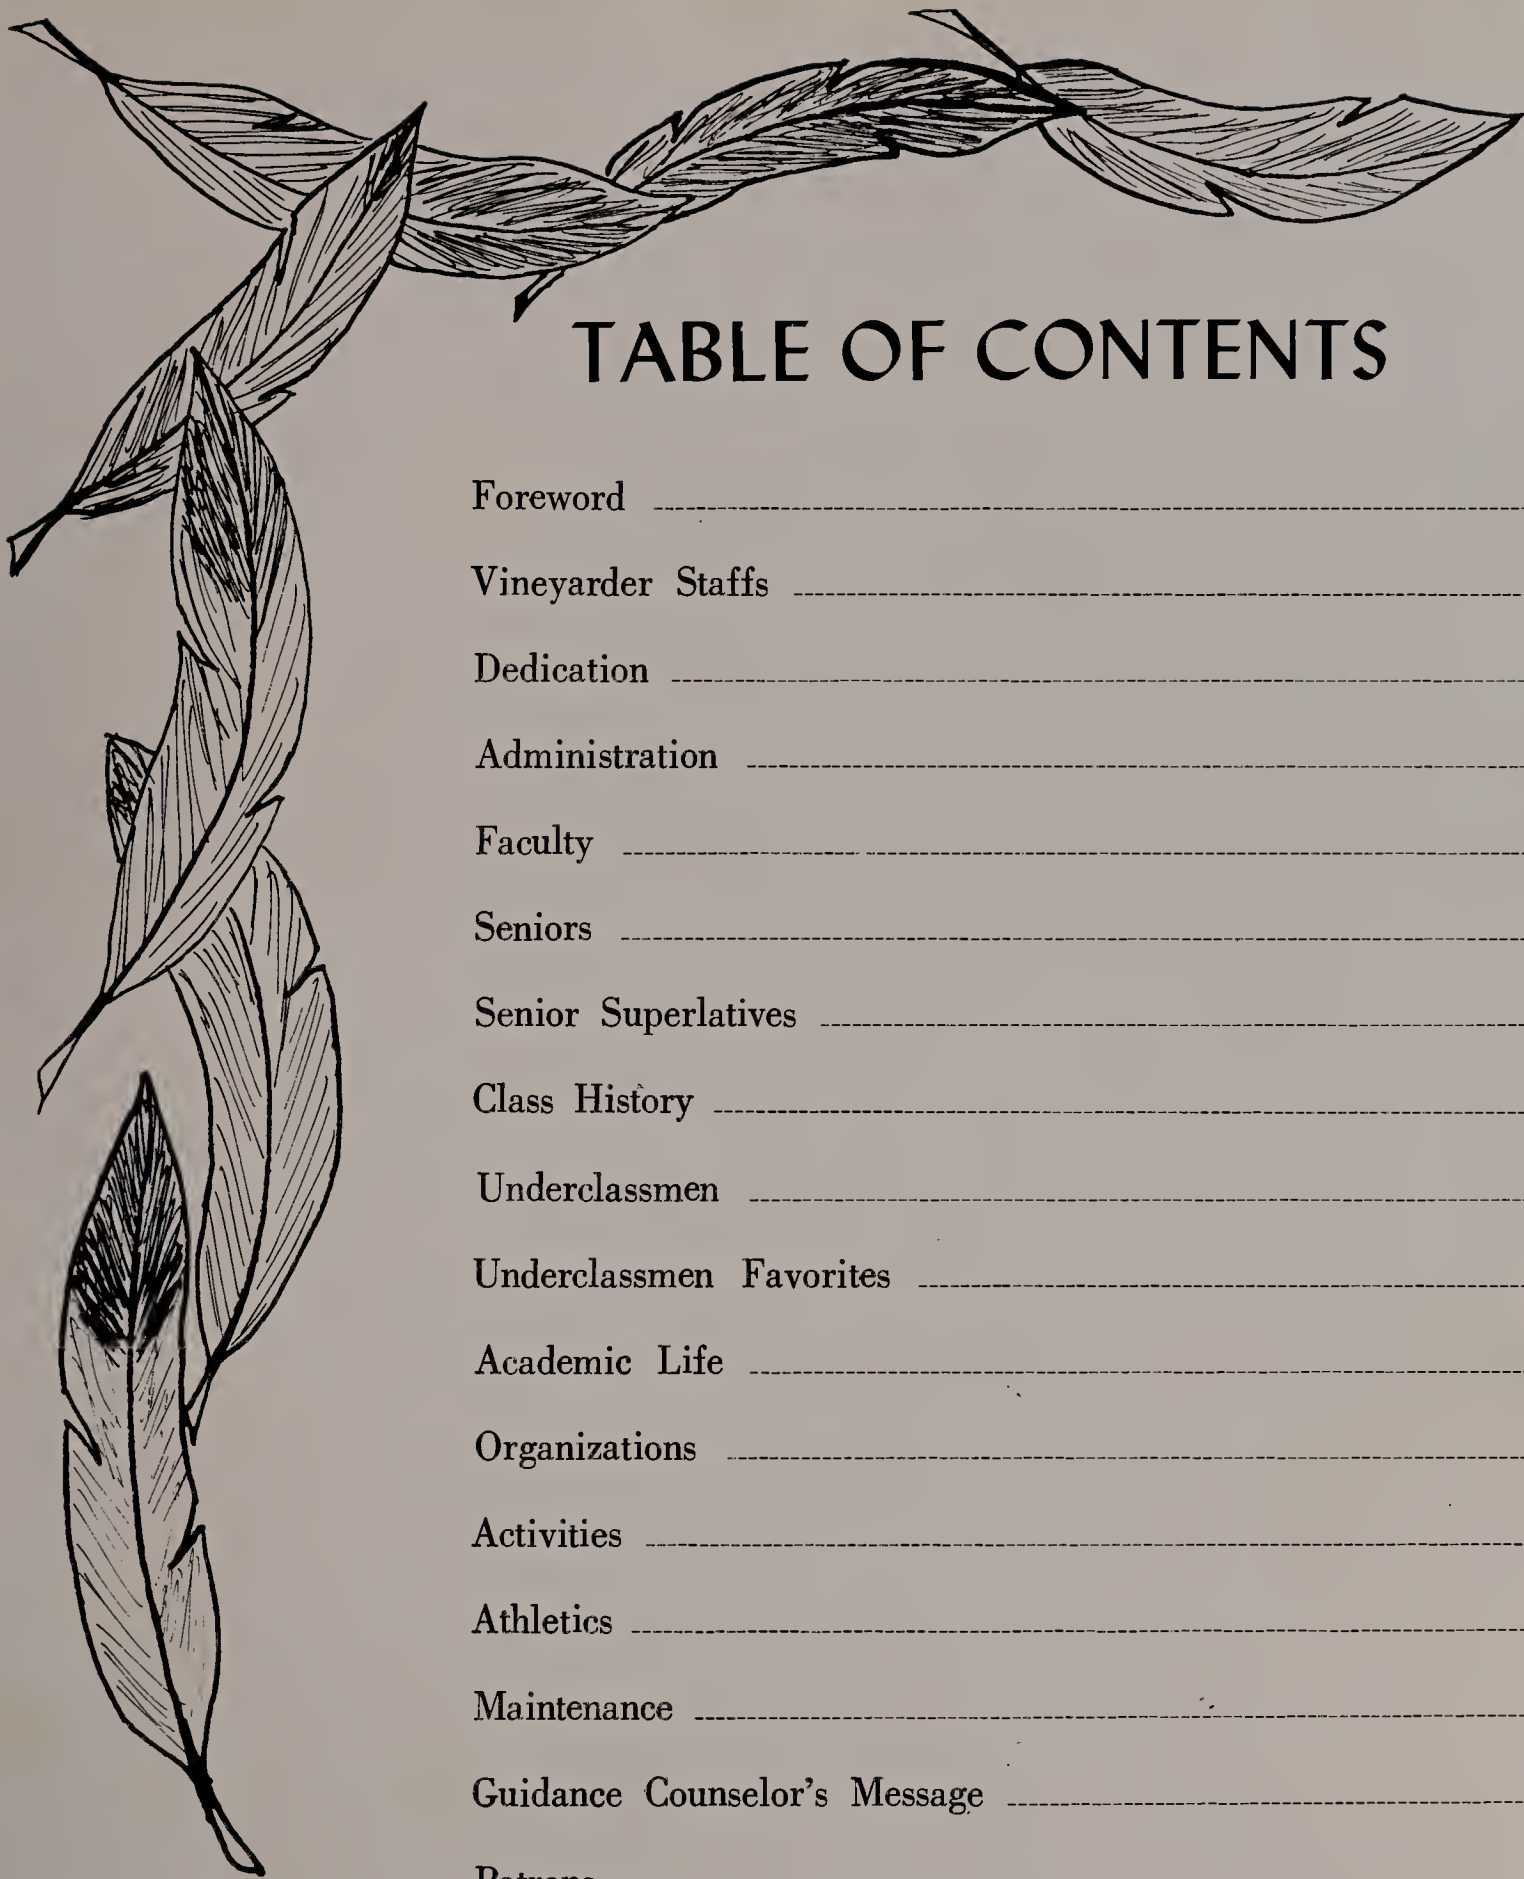 TABLE OF CONTENTS
Foreword
Vineyarder Staffs
Dedication
Administration
Faculty
Seniors
Senior Superlatives
Class History
Underclassmen
Underclassmen Favorites
Academic Life
Organizations
Activities
Athletics
Maintenance
Guidance Counselor's Message